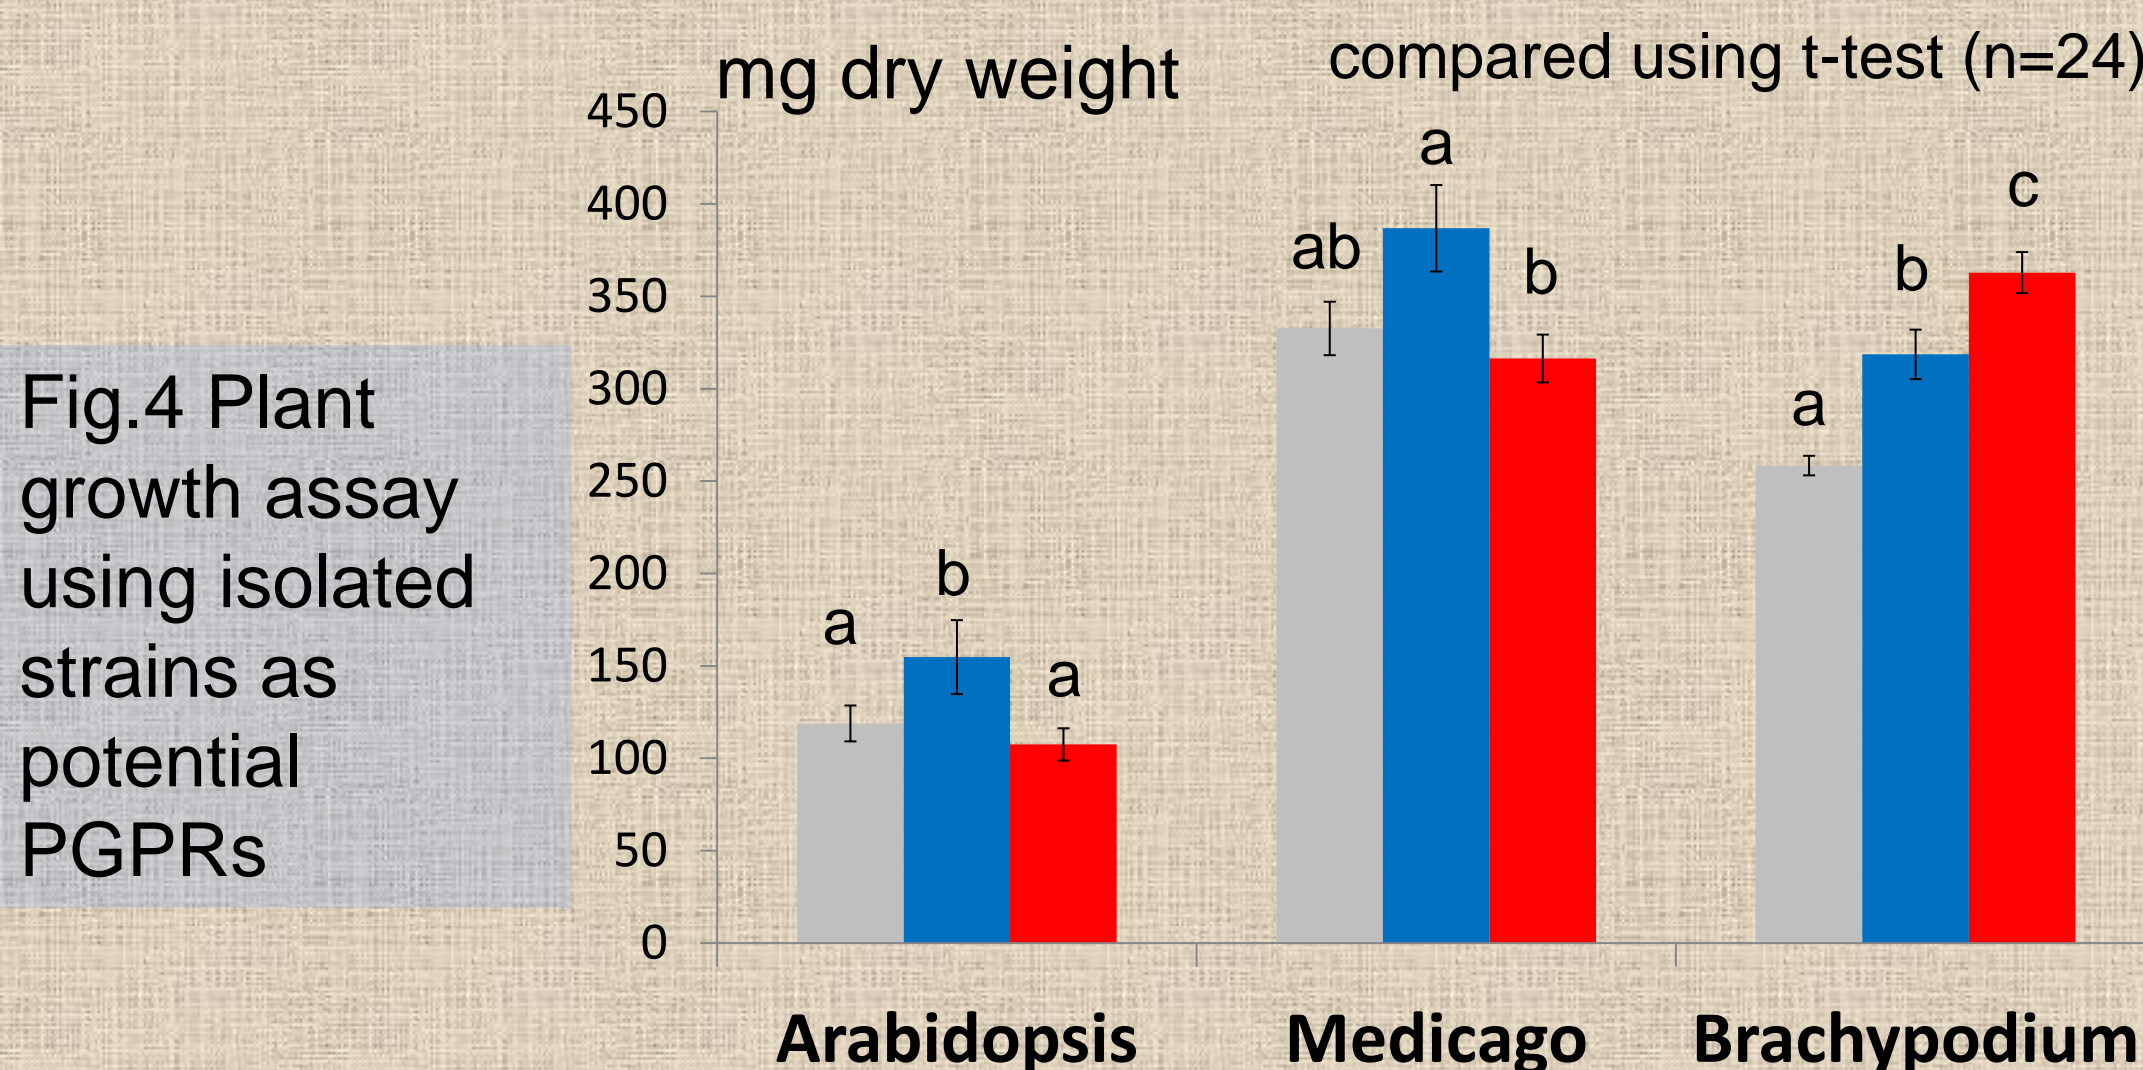 mg dry weight
compared using t-test (n=24)
450
400
350
300
250
200
150
100
50
0
a
b
a
ab
a
b
a
b
c
Arabidopsis
Medicago
Brachypodium
Fig.4 Plant
growth assay
using isolated
strains as
potential
PGPRs